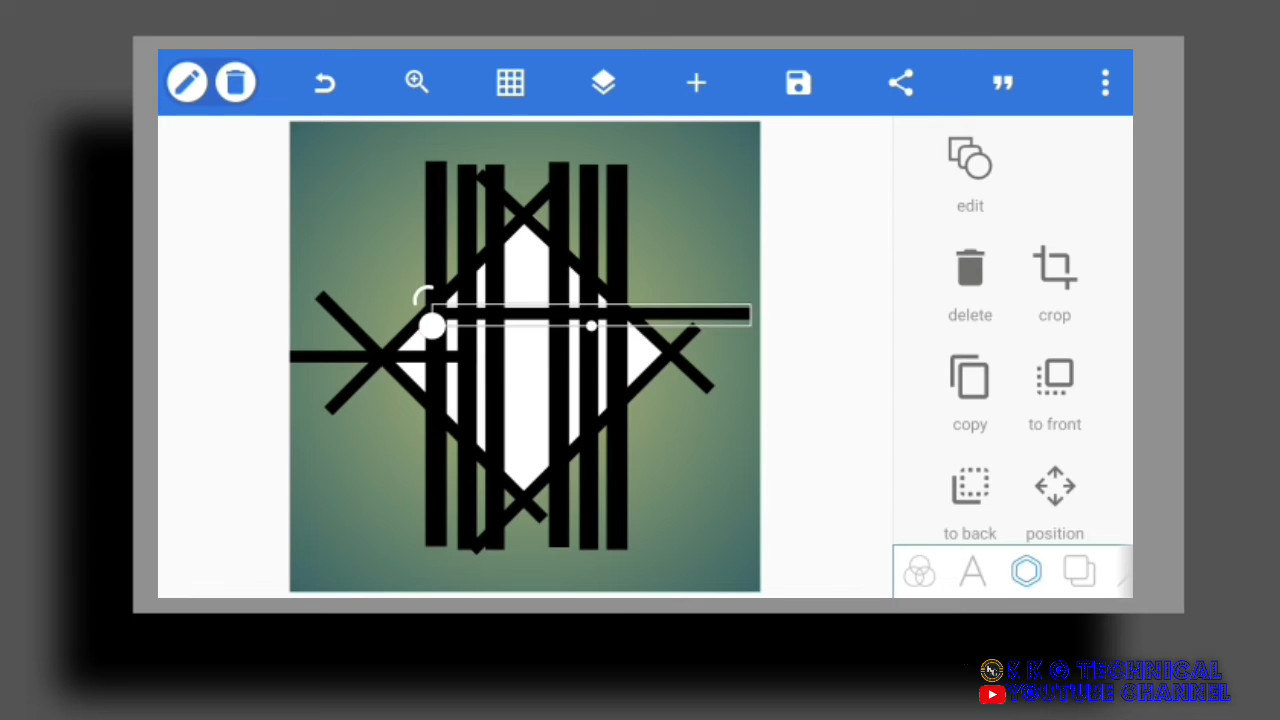 edit
delete
crop
copy
to front
to back
position
K K G TECHNICAL
YOUTUBE CHANNEL